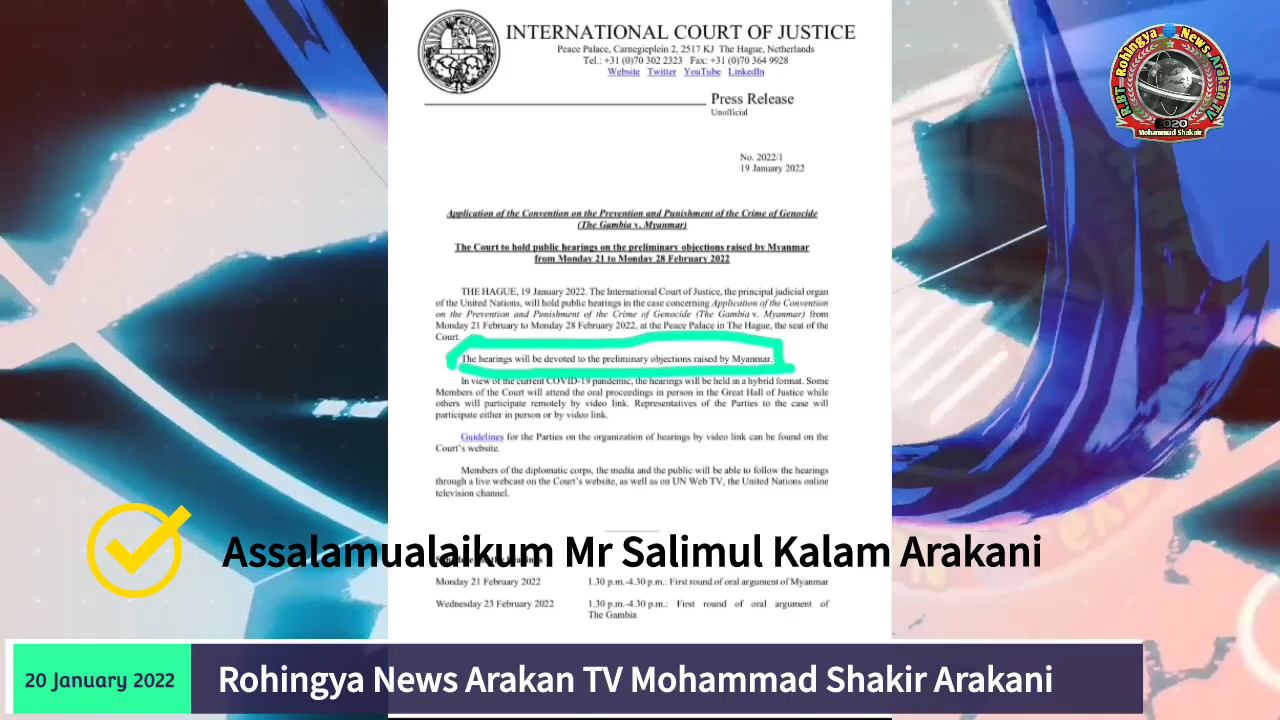 INTERNATIONAL COURT OF JUSTICE
Peace Palace, Carnegieplein 2, 2517 KJ The Hague, Netherlands
Tel.: +31 (0)70 302 2323 Fax: +31 (0)70 364 9928
Website Twitter YouTube LinkedIn
Press Release
Unofficial
No. 2022/1
19 January 2022
Application of the Convention on the Prevention and Punishment of the Crime of Genocide
(The Gambia v. Myanmar)
The Court to hold public hearings on the preliminary objections raised by Myanmar
from Monday 21 to Monday 28 February 2022
THE HAGUE, 19 January 2022. The International Court of Justice, the principal judicial organ
of the United Nations, will hold public hearings in the case concerning Application of the Convention
on the Prevention and Punishment of the Crime of Genocide (The Gambia v. Myanmar) from
Monday 21 February to Monday 28 February 2022, at the Peace Palace in The Hague, the seat of the
Court.
The hearings will be devoted to the preliminary objections raised by Myanmar.
In view of the current COVID-19 pandemic, the hearings will be held in a hybrid format. Some
Members of the Court will attend the oral proceedings in person in the Great Hall of Justice while
others will participate remotely by video link. Representatives of the Parties to the case will
participate either in person or by video link.
Guidelines for the Parties on the organization of hearings by video link can be found on the
Court's website.
Members of the diplomatic corps, the media and the public will be able to follow the hearings
through a live webcast on the Court's website, as well as on UN Web TV, the United Nations online
television channel.
Assalamualaikum Mr Salimul Kalam Arakani
Monday 21 February 2022 1.30 p.m.-4.30 p.m.: First round of oral argument of Myanmar
Wednesday 23 February 2022 1.30 p.m.-4.30 p.m.: First round of oral argument of
The Gambia
20 January 2022
Rohingya News Arakan TV Mohammad Shakir Arakani
R.BT Rohingya News Arakan TV
2020
Mohammad Shakair